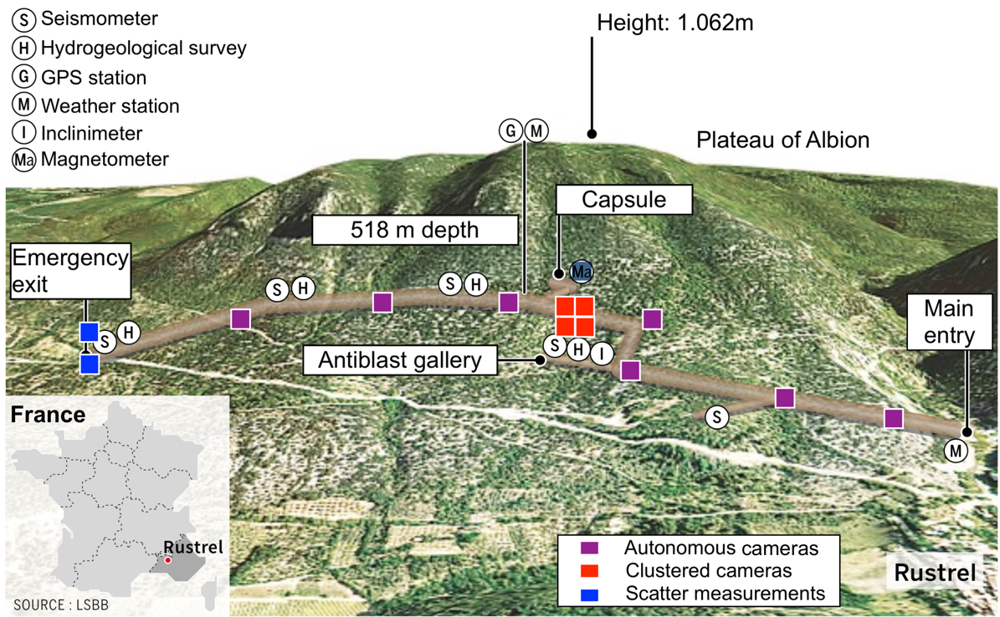 S Seismometer
H Hydrogeological survey
G GPS station
M Weather station
I Inclinimeter
Ma Magnetometer
Height: 1.062m
G M
Plateau of Albion
Capsule
518 m depth
Emergency
exit
Ma
S H
S H
Main
entry
S H
Antiblast gallery
S H I
S
M
France
Rustrel
SOURCE : LSBB
Autonomous cameras
Clustered cameras
Scatter measurements
Rustrel